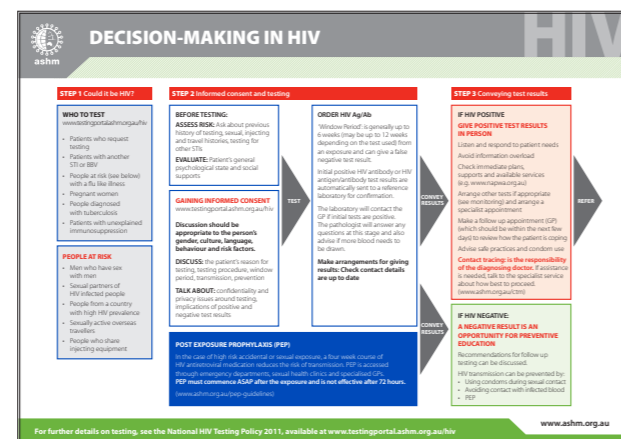 HIV
DECISION-MAKING IN HIV
ashm
STEP 1 Could it be HIV?
WHO TO TEST
www.testingportal.ashm.org.au/hiv
• Patients who request
testing
• Patients with another
STI or BBV
• People at risk (see below)
with a flu like illness
• Pregnant women
• People diagnosed
with tuberculosis
• Patients with unexplained
immunosuppression
PEOPLE AT RISK
• Men who have sex
with men
• Sexual partners of
HIV infected people
• People from a country
with high HIV prevalence
• Sexually active overseas
travellers
• People who share
injecting equipment
STEP 2 Informed consent and testing
BEFORE TESTING:
ASSESS RISK: Ask about previous
history of testing, sexual, injecting
and travel histories, testing for
other STIs
EVALUATE: Patient's general
psychological state and social
supports
GAINING INFORMED CONSENT
www.testingportal.ashm.org.au/hiv
Discussion should be
appropriate to the person's
gender, culture, language,
behaviour and risk factors.
DISCUSS: the patient's reason for
testing, testing procedure, window
period, transmission, prevention
TALK ABOUT: confidentiality and
privacy issues around testing,
implications of positive and
negative test results
TEST
ORDER HIV Ag/Ab
'Window Period': is generally up to
6 weeks (may be up to 12 weeks
depending on the test used) from
an exposure and can give a false
negative test result.
Initial positive HIV antibody or HIV
antigen/antibody test results are
automatically sent to a reference
laboratory for confirmation.
The laboratory will contact the
GP if initial tests are positive.
The pathologist will answer any
questions at this stage and also
advise if more blood needs to
be drawn.
Make arrangements for giving
results: Check contact details
are up to date
POST EXPOSURE PROPHYLAXIS (PEP)
In the case of high risk accidental or sexual exposure, a four week course of
HIV antiretroviral medication reduces the risk of transmission. PEP is accessed
through emergency departments, sexual health clinics and specialised GPs.
PEP must commence ASAP after the exposure and is not effective after 72 hours.
(www.ashm.org.au/pep-guidelines)
CONVEY
RESULTS
CONVEY
RESULTS
STEP 3 Conveying test results
IF HIV POSITIVE
GIVE POSITIVE TEST RESULTS
IN PERSON
Listen and respond to patient needs
Avoid information overload
Check immediate plans,
supports and available services
(e.g. www.napwa.org.au)
Arrange other tests if appropriate
(see monitoring) and arrange a
specialist appointment
Make a follow up appointment (GP)
(which should be within the next few
days) to review how the patient is coping
Advise safe practices and condom use
Contact tracing: is the responsibility
of the diagnosing doctor. If assistance
is needed, talk to the specialist service
about how best to proceed.
(www.ashm.org.au/ctm)
REFER
IF HIV NEGATIVE:
A NEGATIVE RESULT IS AN
OPPORTUNITY FOR PREVENTIVE
EDUCATION
Recommendations for follow up
testing can be discussed.
HIV transmission can be prevented by:
• Using condoms during sexual contact
• Avoiding contact with infected blood
• PEP
For further details on testing, see the National HIV Testing Policy 2011, available at www.testingportal.ashm.org.au/hiv
www.ashm.org.au